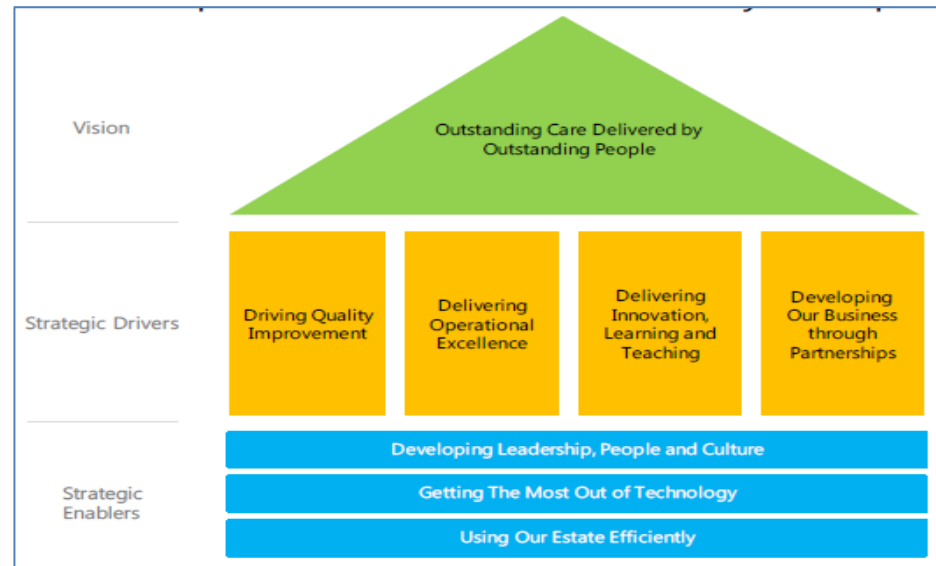 Vision
Outstanding Care Delivered by
Outstanding People
Strategic Drivers
Driving Quality
Improvement
Delivering
Operational
Excellence
Delivering
Innovation,
Learning and
Teaching
Developing
Our Business
through
Partnerships
Strategic
Enablers
Developing Leadership, People and Culture
Getting The Most Out of Technology
Using Our Estate Efficiently